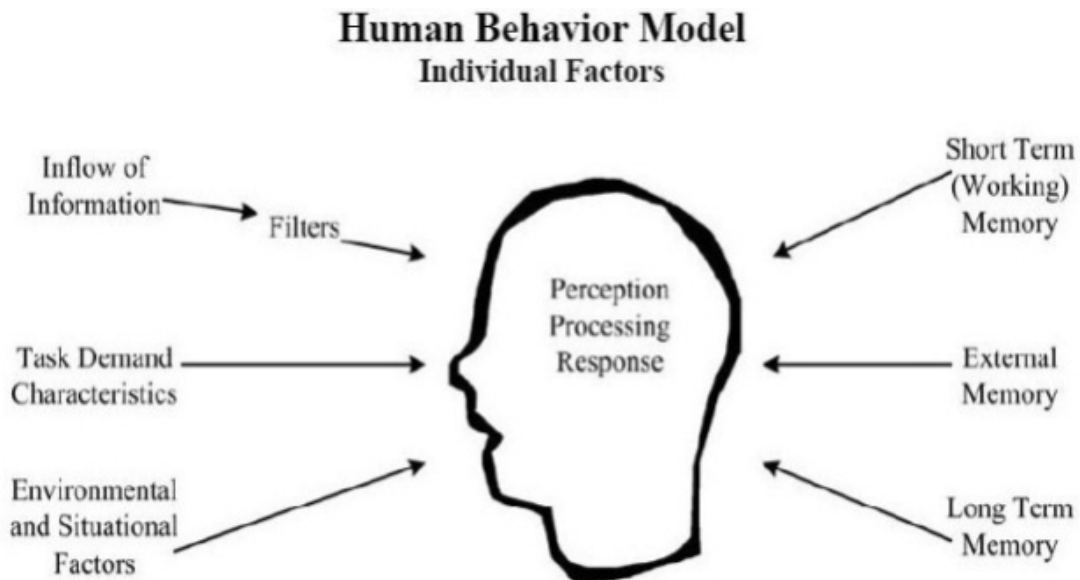 Human Behavior Model
Individual Factors
Inflow of
Information
Filters
Task Demand
Characteristics
Environmental
and Situational
Factors
Perception
Processing
Response
Short Term
(Working)
Memory
External
Memory
Long Term
Memory